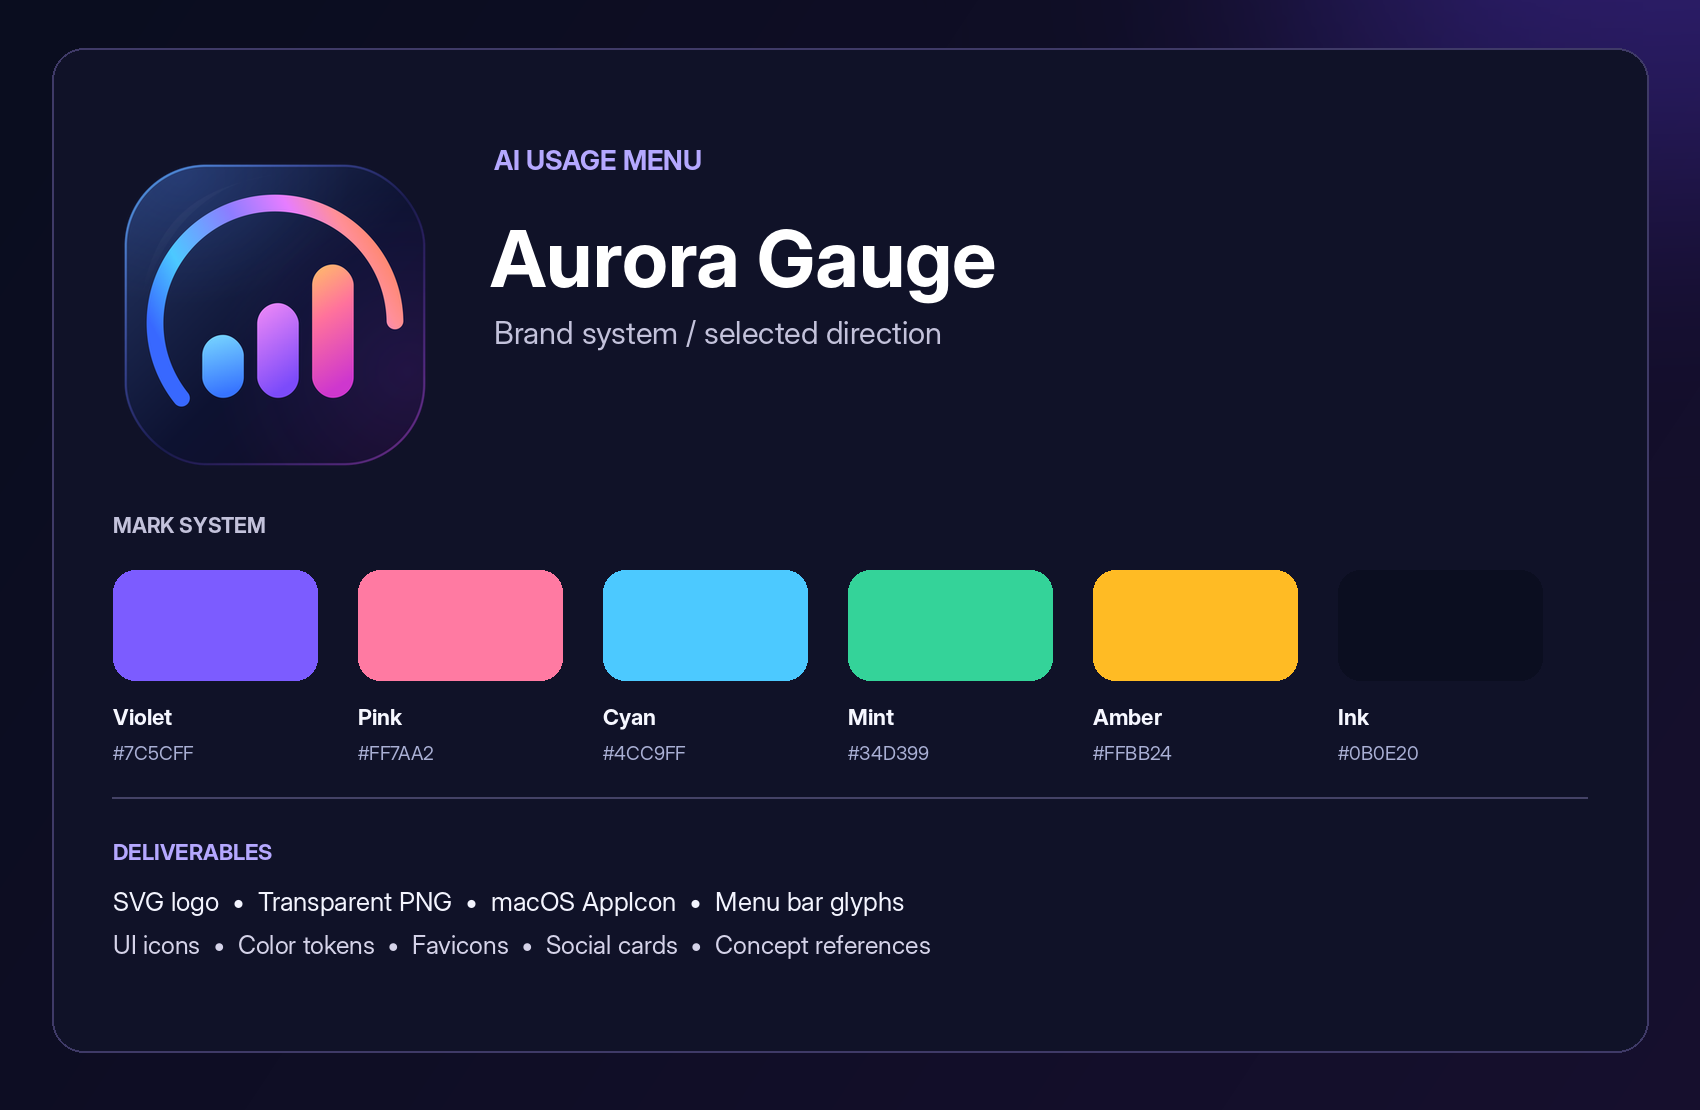 AI USAGE MENU
Aurora Gauge
Brand system / selected direction
MARK SYSTEM
Violet
#7C5CFF
Pink
#FF7AA2
Cyan
#4CC9FF
Mint
#34D399
Amber
#FFBB24
Ink
#0B0E20
DELIVERABLES
SVG logo • Transparent PNG • macOS AppIcon • Menu bar glyphs
UI icons • Color tokens • Favicons • Social cards • Concept references